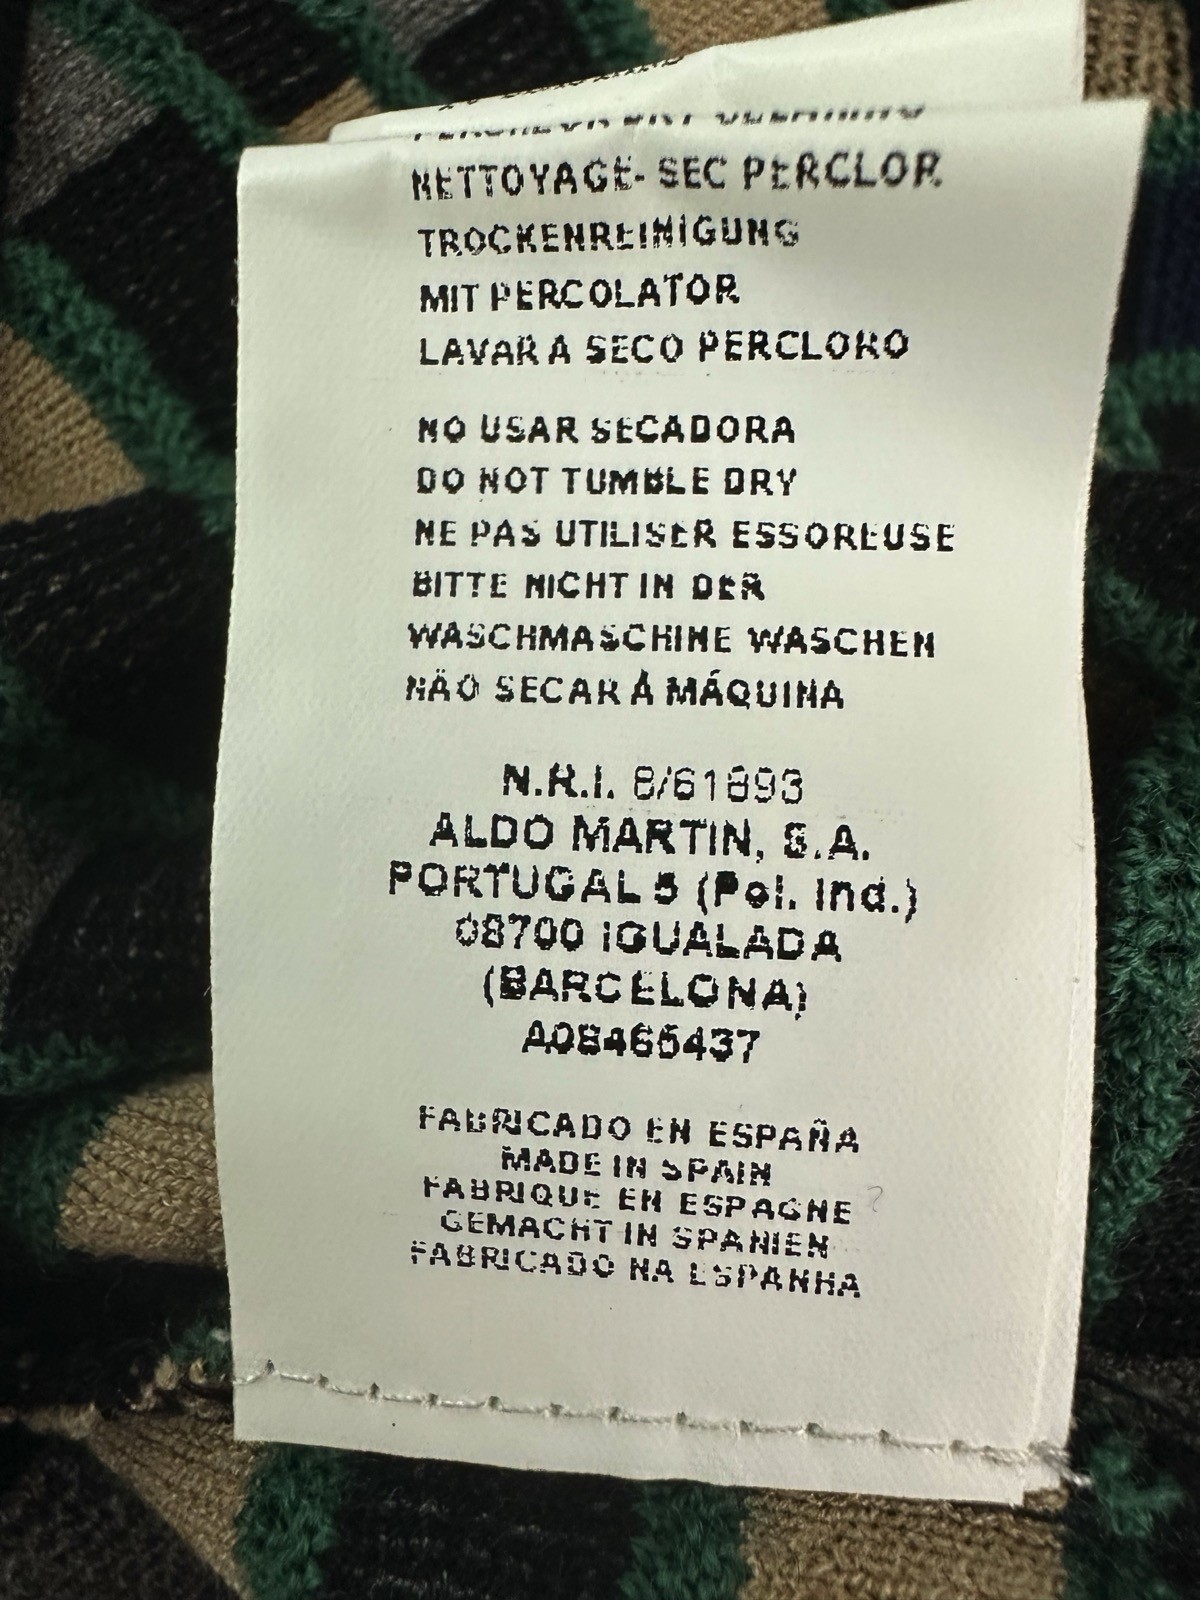 NETTOYAGE- SEC PERCLOR.
TROCKENREINIGUNG
MIT PERCOLATOR
LAVAR A SECO PERCLORO
NO USAR SECADORA
DO NOT TUMBLE DRY
NE PAS UTILISER ESSOREUSE
BITTE NICHT IN DER
WASCHMASCHINE WASCHEN
NÃO SECAR À MÁQUINA
N.R.I. 8/61893
ALDO MARTIN, S.A.
PORTUGAL 5 (Pol. Ind.)
08700 IGUALADA
(BARCELONA)
A08465437
FABRICADO EN ESPAÑA
MADE IN SPAIN
FABRIQUE EN ESPAGNE
GEMACHT IN SPANIEN
FABRICADO NA ESPANHA